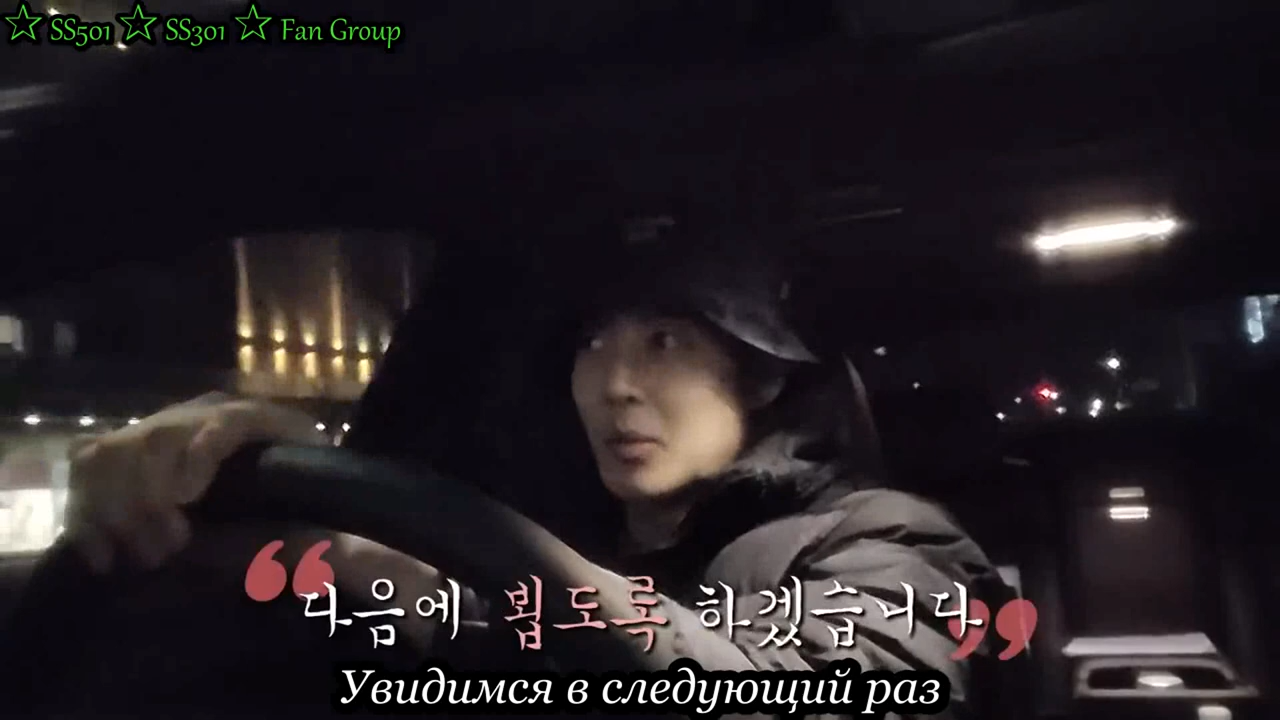 ☆ SS501 ☆ SS301 ☆ Fan Group
“다음에 뵙도록 하겠습니다”
Увидимся в следующий раз